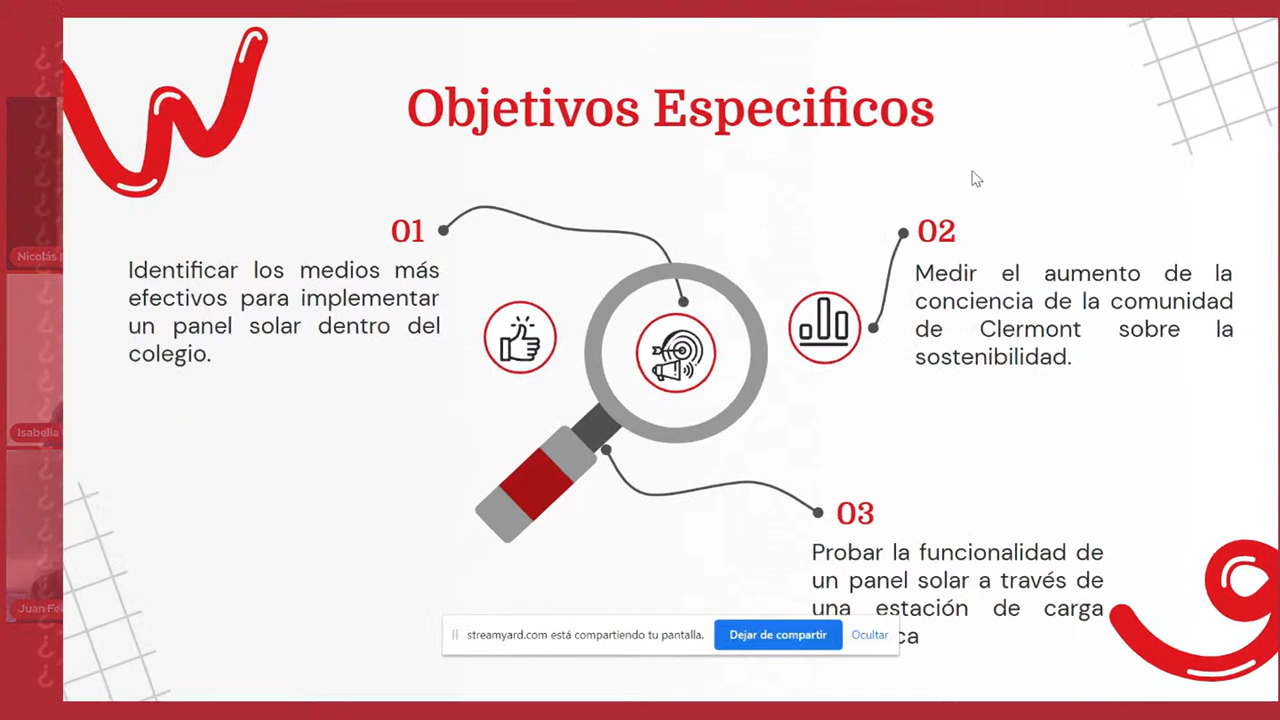 Objetivos Especificos
01
Identificar los medios más
efectivos para implementar
un panel solar dentro del
colegio.
02
Medir el aumento de la
conciencia de la comunidad
de Clermont sobre la
sostenibilidad.
03
Probar la funcionalidad de
un panel solar a través de
una estación de carga
streamyard.com está compartiendo tu pantalla.
Dejar de compartir
Ocultar
Nicolás
Isabella
Juan